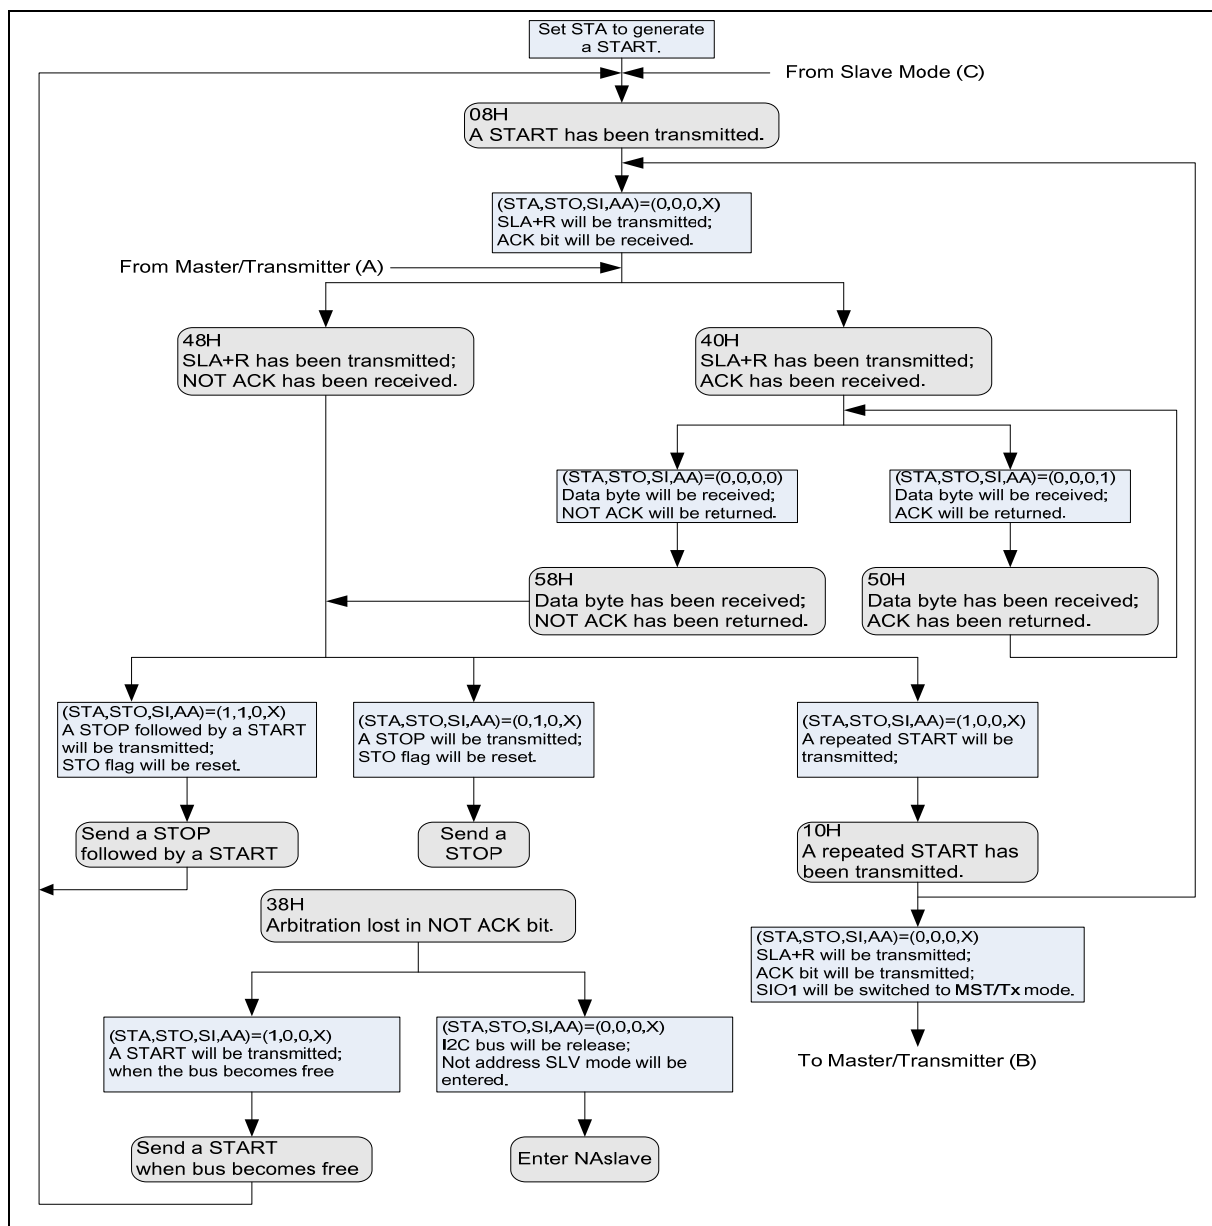 Set STA to generate
a START.
From Slave Mode (C)
08H
A START has been transmitted.
(STA,STO,SI,AA)=(0,0,0,X)
SLA+R will be transmitted;
ACK bit will be received.
From Master/Transmitter (A)
48H
SLA+R has been transmitted;
NOT ACK has been received.
40H
SLA+R has been transmitted;
ACK has been received.
(STA,STO,SI,AA)=(0,0,0,0)
Data byte will be received;
NOT ACK will be returned.
(STA,STO,SI,AA)=(0,0,0,1)
Data byte will be received;
ACK will be returned.
58H
Data byte has been received;
NOT ACK has been returned.
50H
Data byte has been received;
ACK has been returned.
(STA,STO,SI,AA)=(1,1,0,X)
A STOP followed by a START
will be transmitted;
STO flag will be reset.
(STA,STO,SI,AA)=(0,1,0,X)
A STOP will be transmitted;
STO flag will be reset.
(STA,STO,SI,AA)=(1,0,0,X)
A repeated START will be
transmitted;
Send a STOP
followed by a START
Send a
STOP
10H
A repeated START has
been transmitted.
38H
Arbitration lost in NOT ACK bit.
(STA,STO,SI,AA)=(0,0,0,X)
SLA+R will be transmitted;
ACK bit will be transmitted;
SIO1 will be switched to MST/Tx mode.
(STA,STO,SI,AA)=(1,0,0,X)
A START will be transmitted;
when the bus becomes free
(STA,STO,SI,AA)=(0,0,0,X)
I2C bus will be release;
Not address SLV mode will be
entered.
To Master/Transmitter (B)
Send a START
when bus becomes free
Enter NAslave